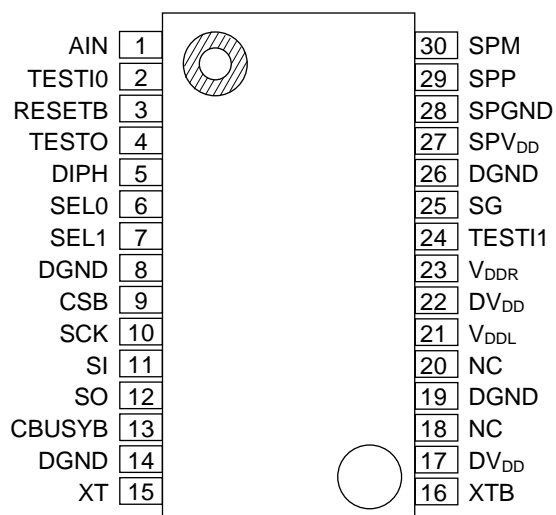 AIN 1 30 SPM
TESTI0 2 29 SPP
RESETB 3 28 SPGND
TESTO 4 27 SPVDD
DIPH 5 26 DGND
SEL0 6 25 SG
SEL1 7 24 TESTI1
DGND 8 23 VDDR
CSB 9 22 DVDD
SCK 10 21 VDDL
SI 11 20 NC
SO 12 19 DGND
CBUSYB 13 18 NC
DGND 14 17 DVDD
XT 15 16 XTB